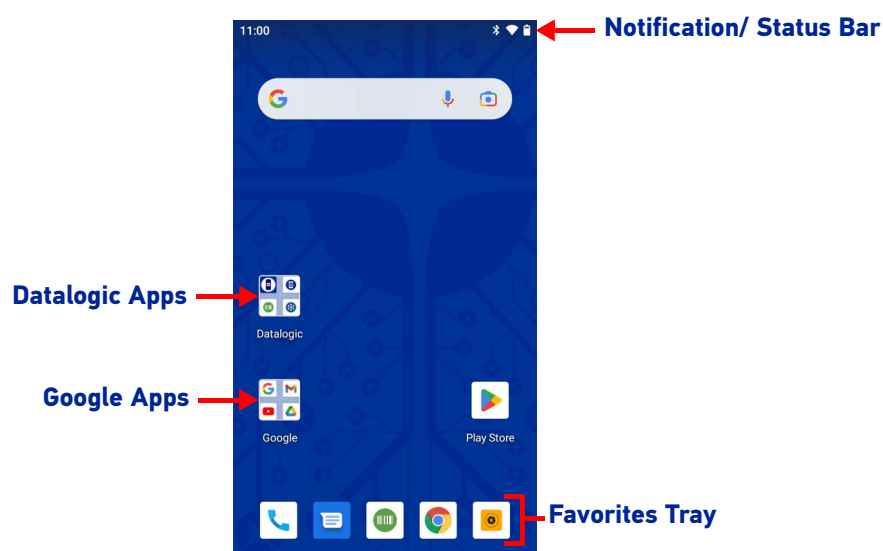 11:00
Notification/ Status Bar
Datalogic Apps
Datalogic
Google Apps
Google
Play Store
Favorites Tray